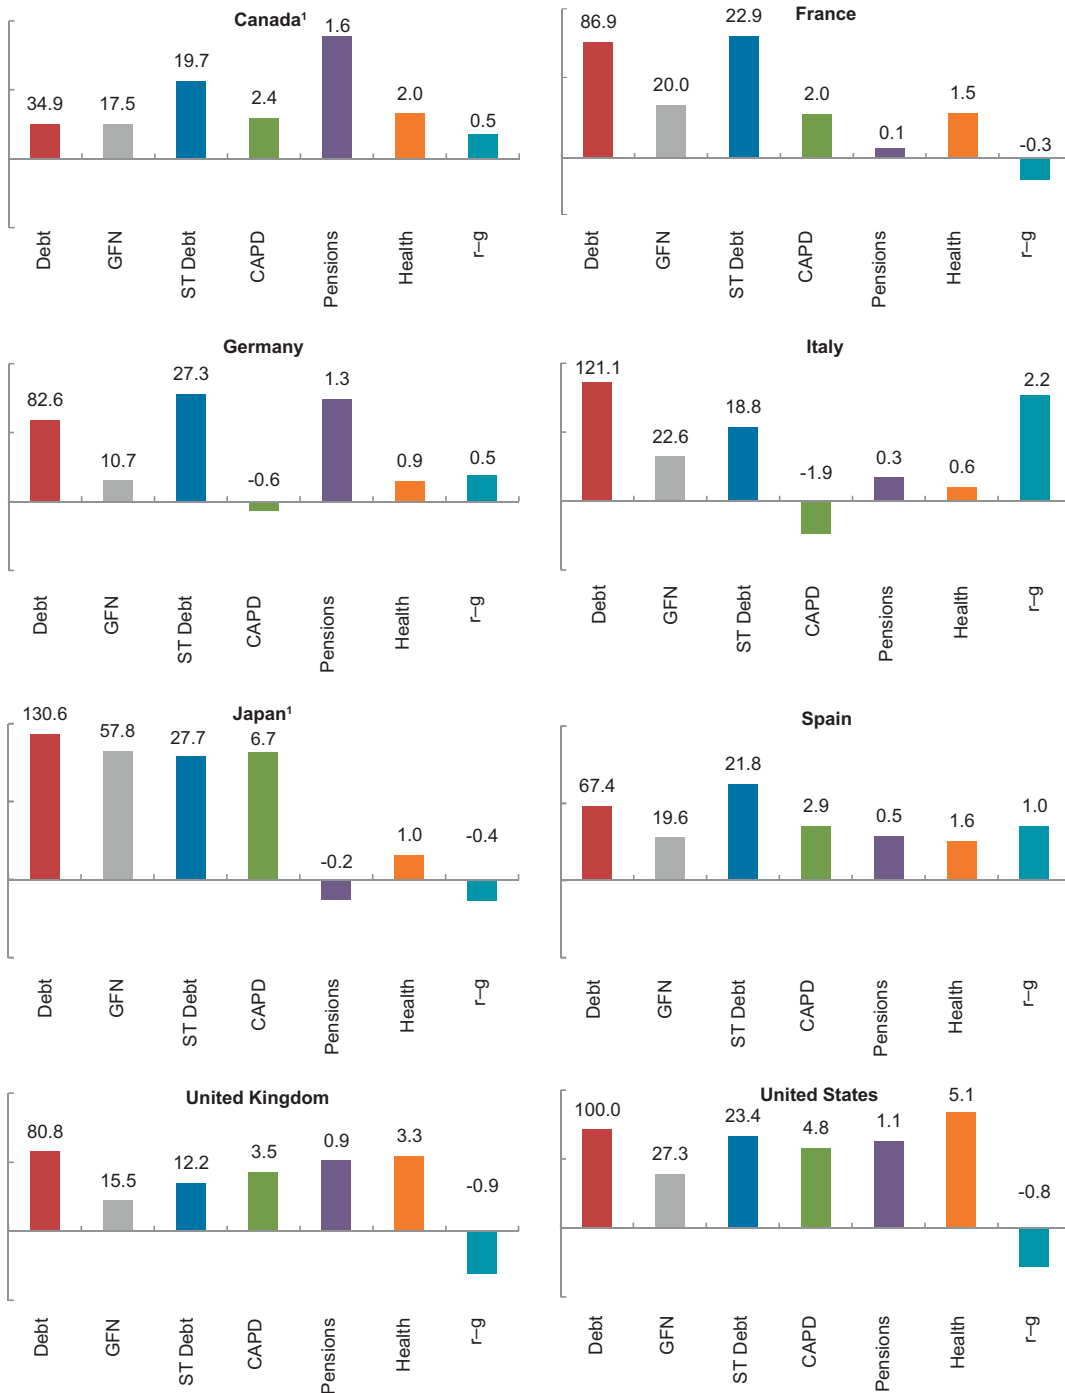 Canada¹
34.9 17.5 19.7 2.4 1.6 2.0 0.5
Debt GFN ST Debt CAPD Pensions Health r–g
France
86.9 20.0 22.9 2.0 0.1 1.5 -0.3
Debt GFN ST Debt CAPD Pensions Health r–g
Germany
82.6 10.7 27.3 -0.6 1.3 0.9 0.5
Debt GFN ST Debt CAPD Pensions Health r–g
Italy
121.1 22.6 18.8 -1.9 0.3 0.6 2.2
Debt GFN ST Debt CAPD Pensions Health r–g
Japan¹
130.6 57.8 27.7 6.7 -0.2 1.0 -0.4
Debt GFN ST Debt CAPD Pensions Health r–g
Spain
67.4 19.6 21.8 2.9 0.5 1.6 1.0
Debt GFN ST Debt CAPD Pensions Health r–g
United Kingdom
80.8 15.5 12.2 3.5 0.9 3.3 -0.9
Debt GFN ST Debt CAPD Pensions Health r–g
United States
100.0 27.3 23.4 4.8 1.1 5.1 -0.8
Debt GFN ST Debt CAPD Pensions Health r–g